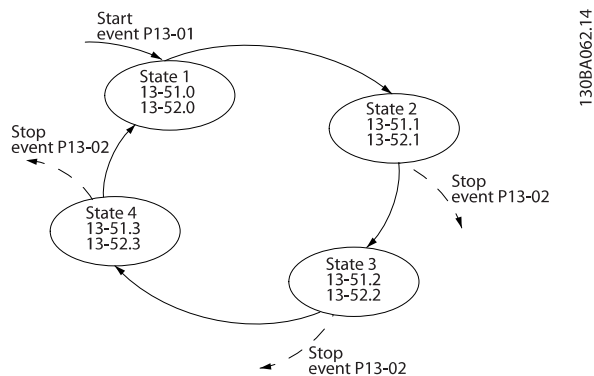 Start
event P13-01
State 1
13-51.0
13-52.0
State 2
13-51.1
13-52.1
Stop
event P13-02
Stop
event P13-02
State 4
13-51.3
13-52.3
State 3
13-51.2
13-52.2
Stop
event P13-02
130BA062.14